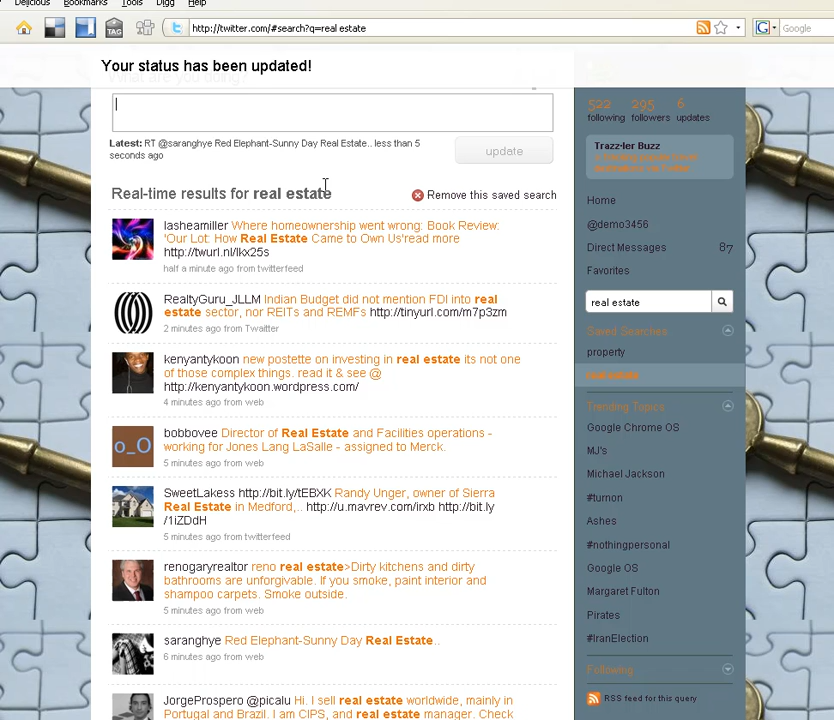 Delicious Bookmarks Tools Digg Help
TAG
http://twitter.com/#search?q=real estate
G Google
Your status has been updated!
Latest: RT @saranghye Red Elephant-Sunny Day Real Estate.. less than 5
seconds ago
update
Real-time results for real estate
Remove this saved search
lasheamiller Where homeownership went wrong: Book Review:
'Our Lot: How Real Estate Came to Own Us'read more
http://twurl.nl/lkx25s
half a minute ago from twitterfeed
RealtyGuru_JLLM Indian Budget did not mention FDI into real
estate sector, nor REITs and REMFs http://tinyurl.com/m7p3zm
2 minutes ago from Twaitter
kenyantykoon new postette on investing in real estate its not one
of those complex things. read it & see @
http://kenyantykoon.wordpress.com/
4 minutes ago from web
o_O
bobbovee Director of Real Estate and Facilities operations -
working for Jones Lang LaSalle - assigned to Merck.
5 minutes ago from web
SweetLakess http://bit.ly/tEBXK Randy Unger, owner of Sierra
Real Estate in Medford,.. http://u.mavrev.com/irxb http://bit.ly
/1iZDdH
5 minutes ago from twitterfeed
renogaryrealtor reno real estate>Dirty kitchens and dirty
bathrooms are unforgivable. If you smoke, paint interior and
shampoo carpets. Smoke outside.
5 minutes ago from web
saranghye Red Elephant-Sunny Day Real Estate..
6 minutes ago from web
JorgeProspero @picalu Hi. I sell real estate worldwide, mainly in
Portugal and Brazil. I am CIPS, and real estate manager. Check
522 295 6
following followers updates
Trazz-ler Buzz
Home
@demo3456
Direct Messages 87
Favorites
real estate
Saved Searches
property
real estate
Trending Topics
Google Chrome OS
MJ's
Michael Jackson
#turnon
Ashes
#nothingpersonal
Google OS
Margaret Fulton
Pirates
#IranElection
Following
RSS feed for this query